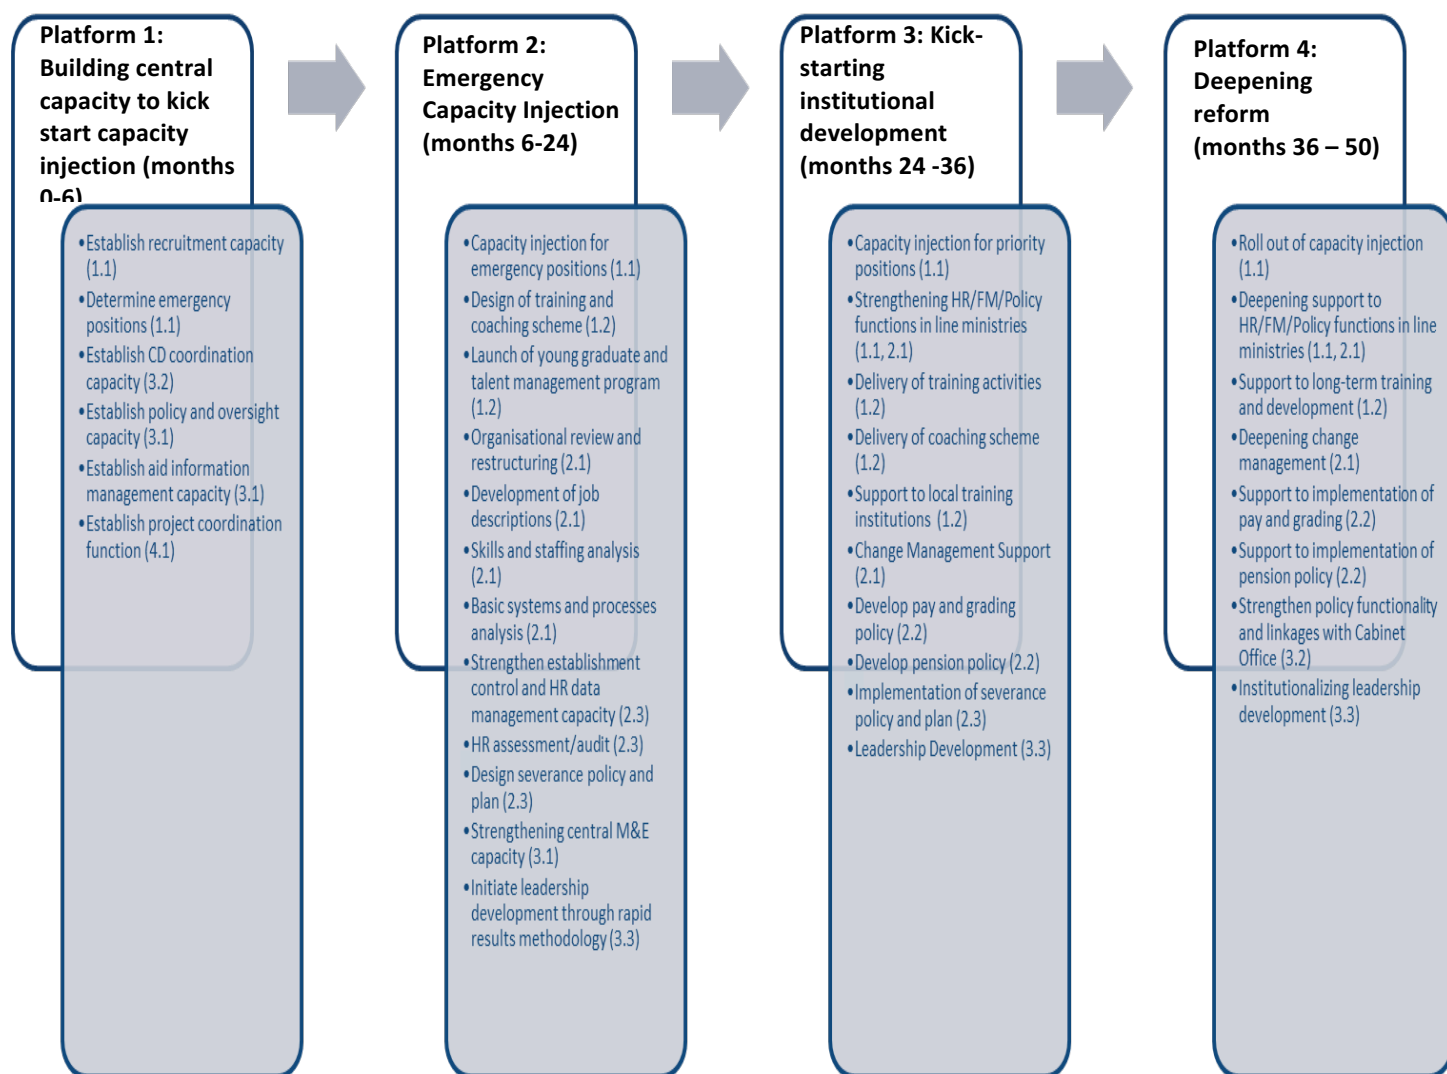 Platform 1:
Building central
capacity to kick
start capacity
injection (months
0-6)
•Establish recruitment capacity
(1.1)
•Determine emergency
positions (1.1)
•Establish CD coordination
capacity (3.2)
•Establish policy and oversight
capacity (3.1)
•Establish aid information
management capacity (3.1)
•Establish project coordination
function (4.1)
Platform 2:
Emergency
Capacity Injection
(months 6-24)
•Capacity injection for
emergency positions (1.1)
•Design of training and
coaching scheme (1.2)
•Launch of young graduate and
talent management program
(1.2)
•Organisational review and
restructuring (2.1)
•Development of job
descriptions (2.1)
•Skills and staffing analysis
(2.1)
•Basic systems and processes
analysis (2.1)
•Strengthen establishment
control and HR data
management capacity (2.3)
•HR assessment/audit (2.3)
•Design severance policy and
plan (2.3)
•Strengthening central M&E
capacity (3.1)
•Initiate leadership
development through rapid
results methodology (3.3)
Platform 3: Kick-
starting
institutional
development
(months 24 -36)
•Capacity injection for priority
positions (1.1)
•Strengthening HR/FM/Policy
functions in line ministries
(1.1, 2.1)
•Delivery of training activities
(1.2)
•Delivery of coaching scheme
(1.2)
•Support to local training
institutions (1.2)
•Change Management Support
(2.1)
•Develop pay and grading
policy (2.2)
•Develop pension policy (2.2)
•Implementation of severance
policy and plan (2.3)
•Leadership Development (3.3)
Platform 4:
Deepening
reform
(months 36 – 50)
•Roll out of capacity injection
(1.1)
•Deepening support to
HR/FM/Policy functions in line
ministries (1.1, 2.1)
•Support to long-term training
and development (1.2)
•Deepening change
management (2.1)
•Support to implementation of
pay and grading (2.2)
•Support to implementation of
pension policy (2.2)
•Strengthen policy functionality
and linkages with Cabinet
Office (3.2)
•Institutionalizing leadership
development (3.3)